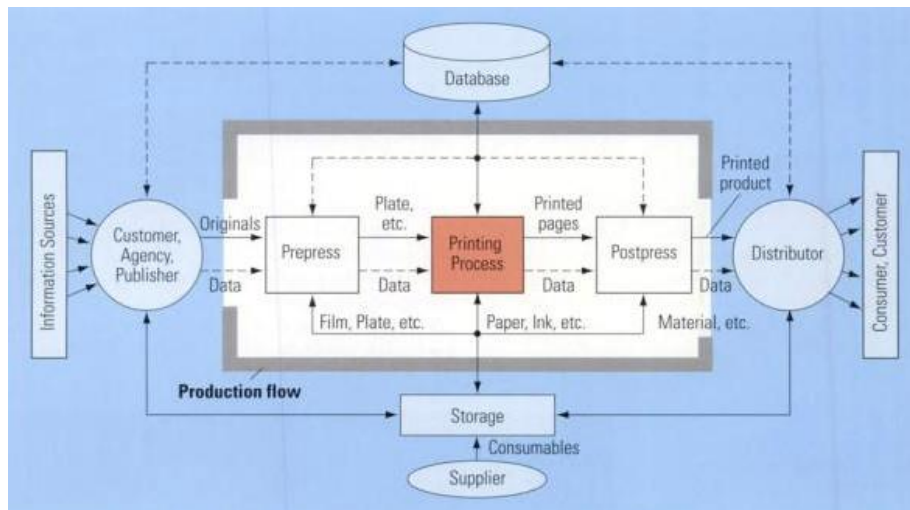 Database
Printed
product
Information Sources
Customer,
Agency,
Publisher
Originals
Data
Prepress
Plate,
etc.
Data
Printing
Process
Printed
pages
Data
Postpress
Data
Distributor
Consumer, Customer
Film, Plate, etc.
Paper, Ink, etc.
Material, etc.
Production flow
Storage
Consumables
Supplier